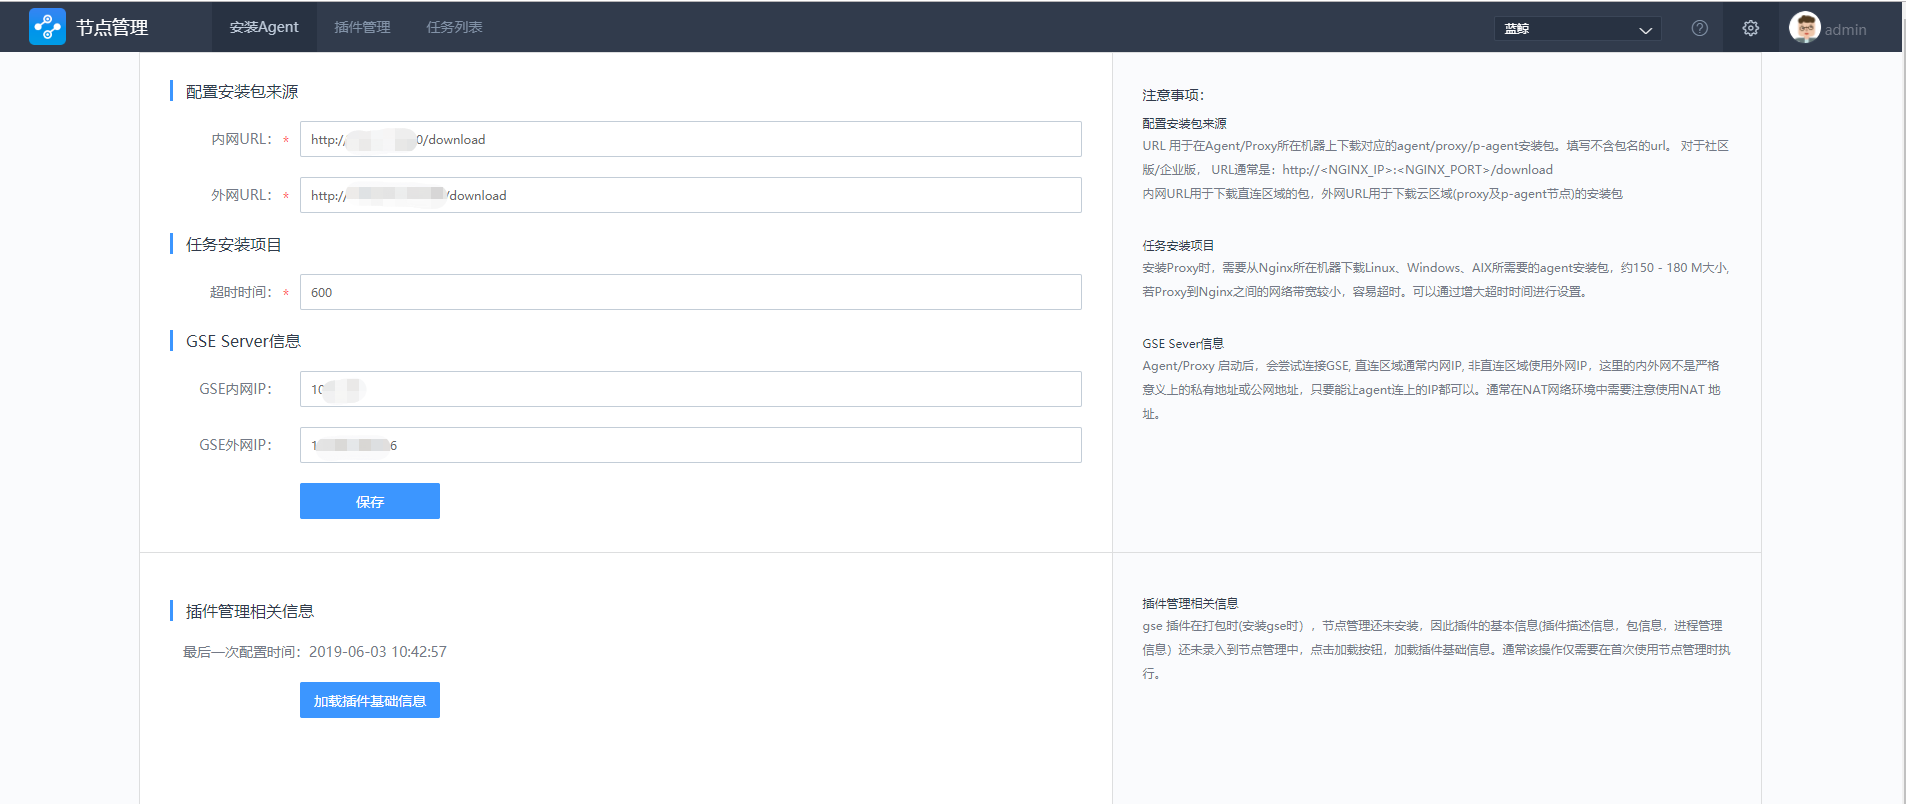 节点管理
安装Agent
插件管理
任务列表
蓝鲸
admin
配置安装包来源
内网URL： * http:/ 0/download
外网URL： * http:/ /download
任务安装项目
超时时间： * 600
GSE Server信息
GSE内网IP： 10
GSE外网IP： 1 6
保存
插件管理相关信息
最后一次配置时间：2019-06-03 10:42:57
加载插件基础信息
注意事项：
配置安装包来源
URL 用于在Agent/Proxy所在机器上下载对应的agent/proxy/p-agent安装包。填写不含包名的url。 对于社区
版/企业版， URL通常是：http://<NGINX_IP>:<NGINX_PORT>/download
内网URL用于下载直连区域的包，外网URL用于下载云区域(proxy及p-agent节点)的安装包
任务安装项目
安装Proxy时，需要从Nginx所在机器下载Linux、Windows、AIX所需要的agent安装包，约150 - 180 M大小,
若Proxy到Nginx之间的网络带宽较小，容易超时。可以通过增大超时时间进行设置。
GSE Sever信息
Agent/Proxy 启动后，会尝试连接GSE, 直连区域通常内网IP, 非直连区域使用外网IP，这里的内外网不是严格
意义上的私有地址或公网地址，只要能让agent连上的IP都可以。通常在NAT网络环境中需要注意使用NAT 地
址。
插件管理相关信息
gse 插件在打包时(安装gse时），节点管理还未安装，因此插件的基本信息(插件描述信息，包信息，进程管理
信息）还未录入到节点管理中，点击加载按钮，加载插件基础信息。通常该操作仅需要在首次使用节点管理时执
行。